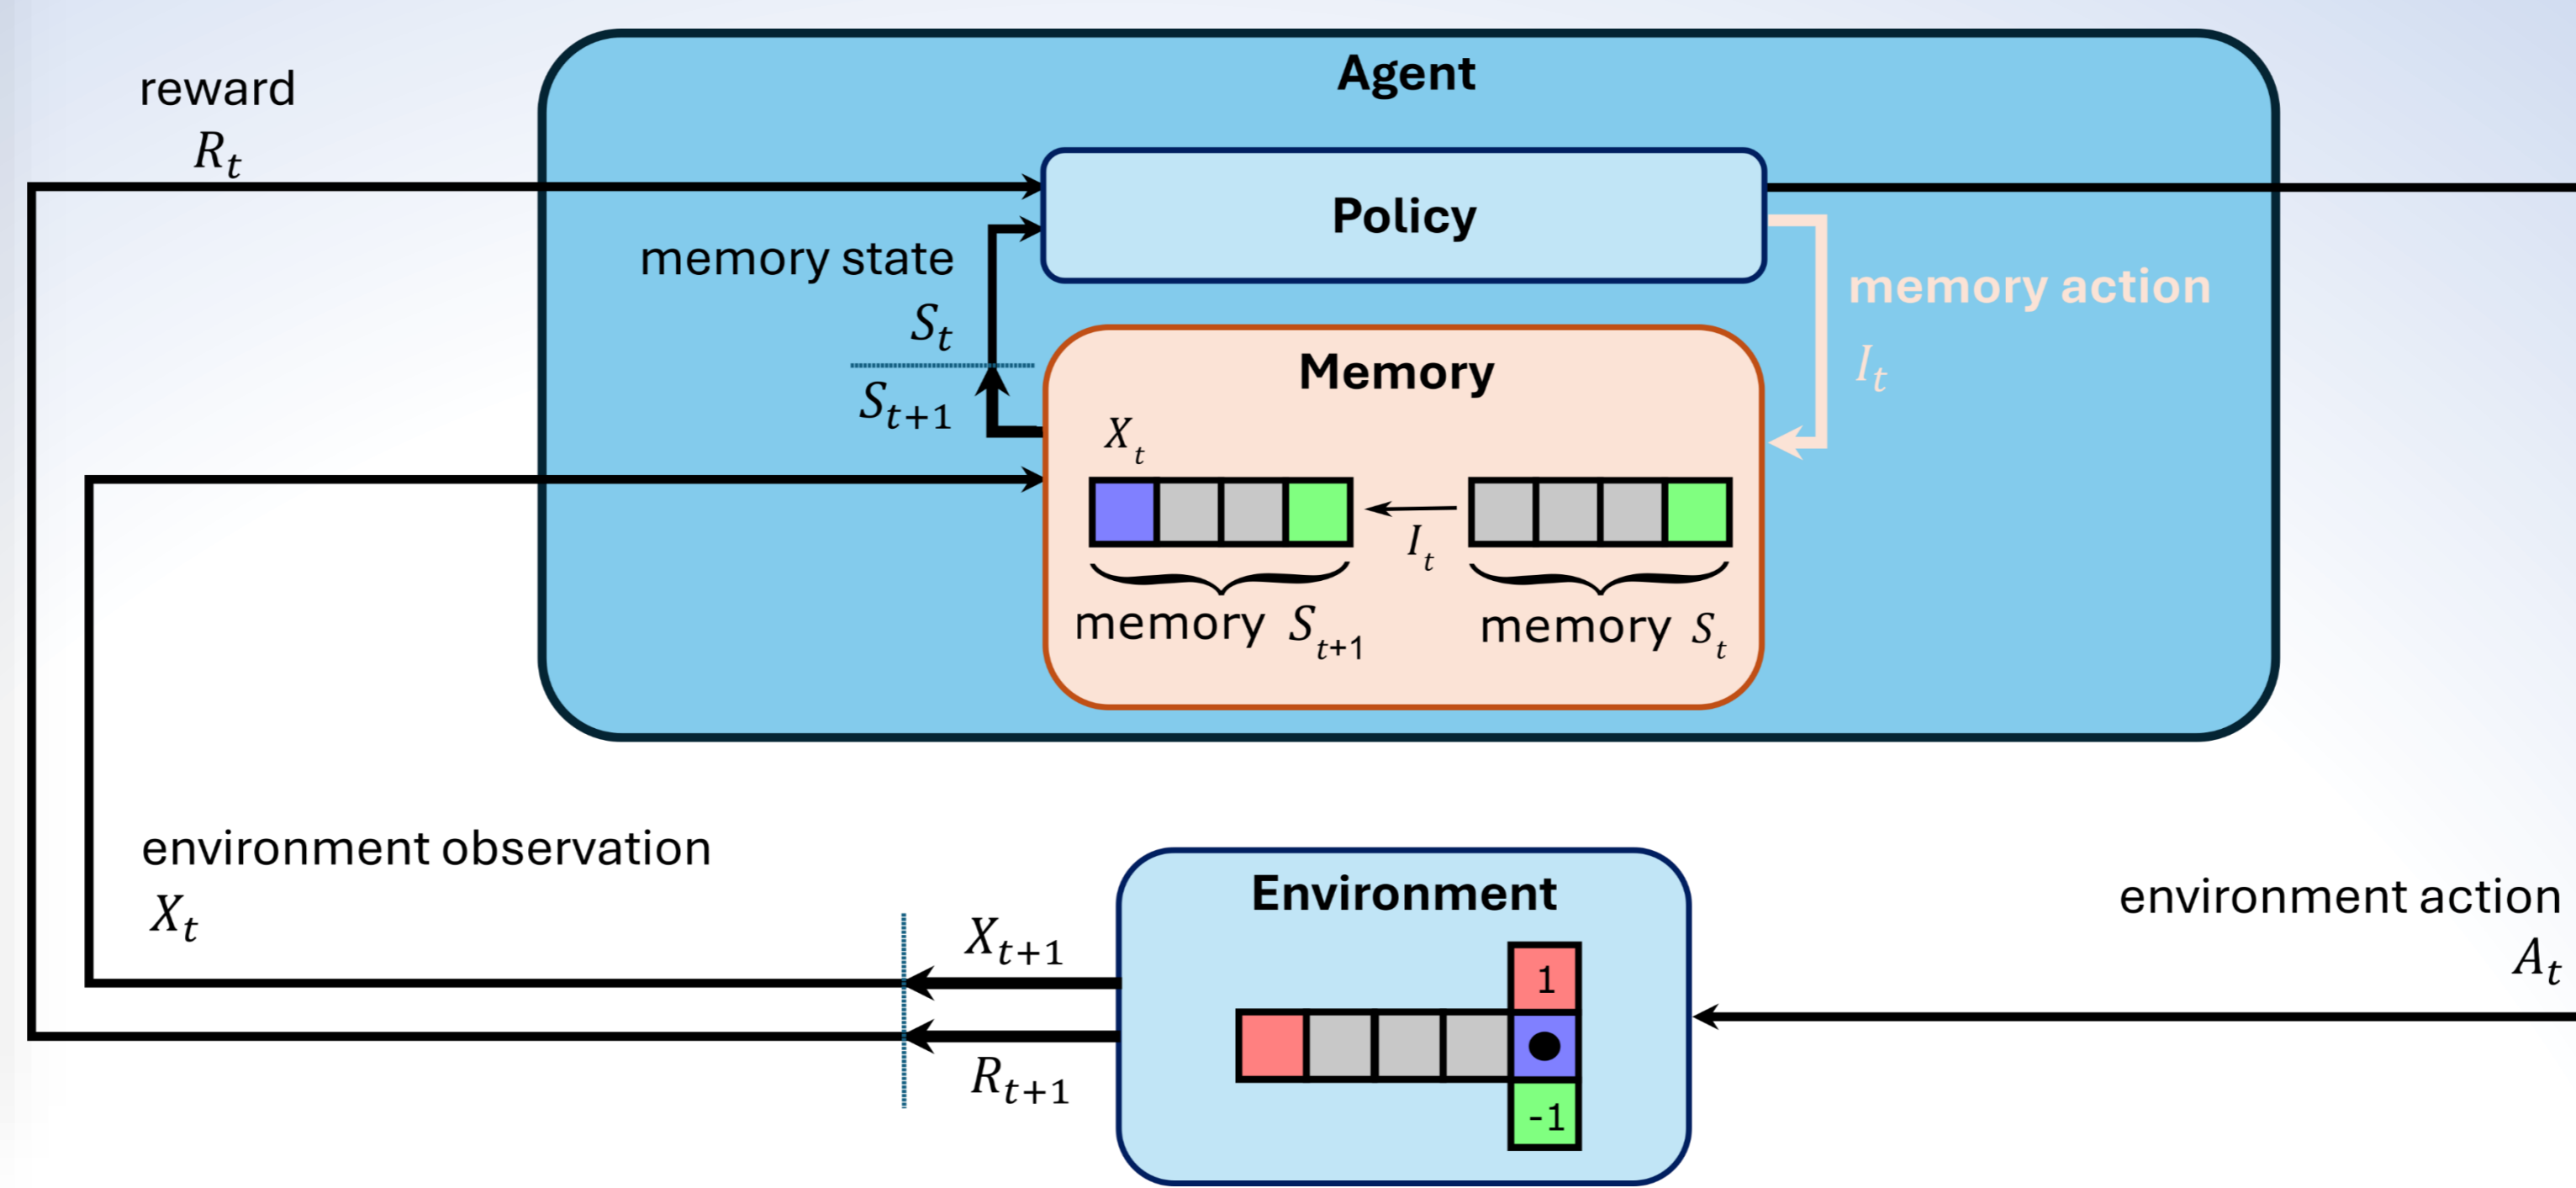 Agent
reward
R_t
Policy
memory state
S_t
S_{t+1}
memory action
I_t
Memory
X_t
I_t
memory S_{t+1}
memory S_t
environment observation
X_t
X_{t+1}
R_{t+1}
Environment
1
-1
environment action
A_t